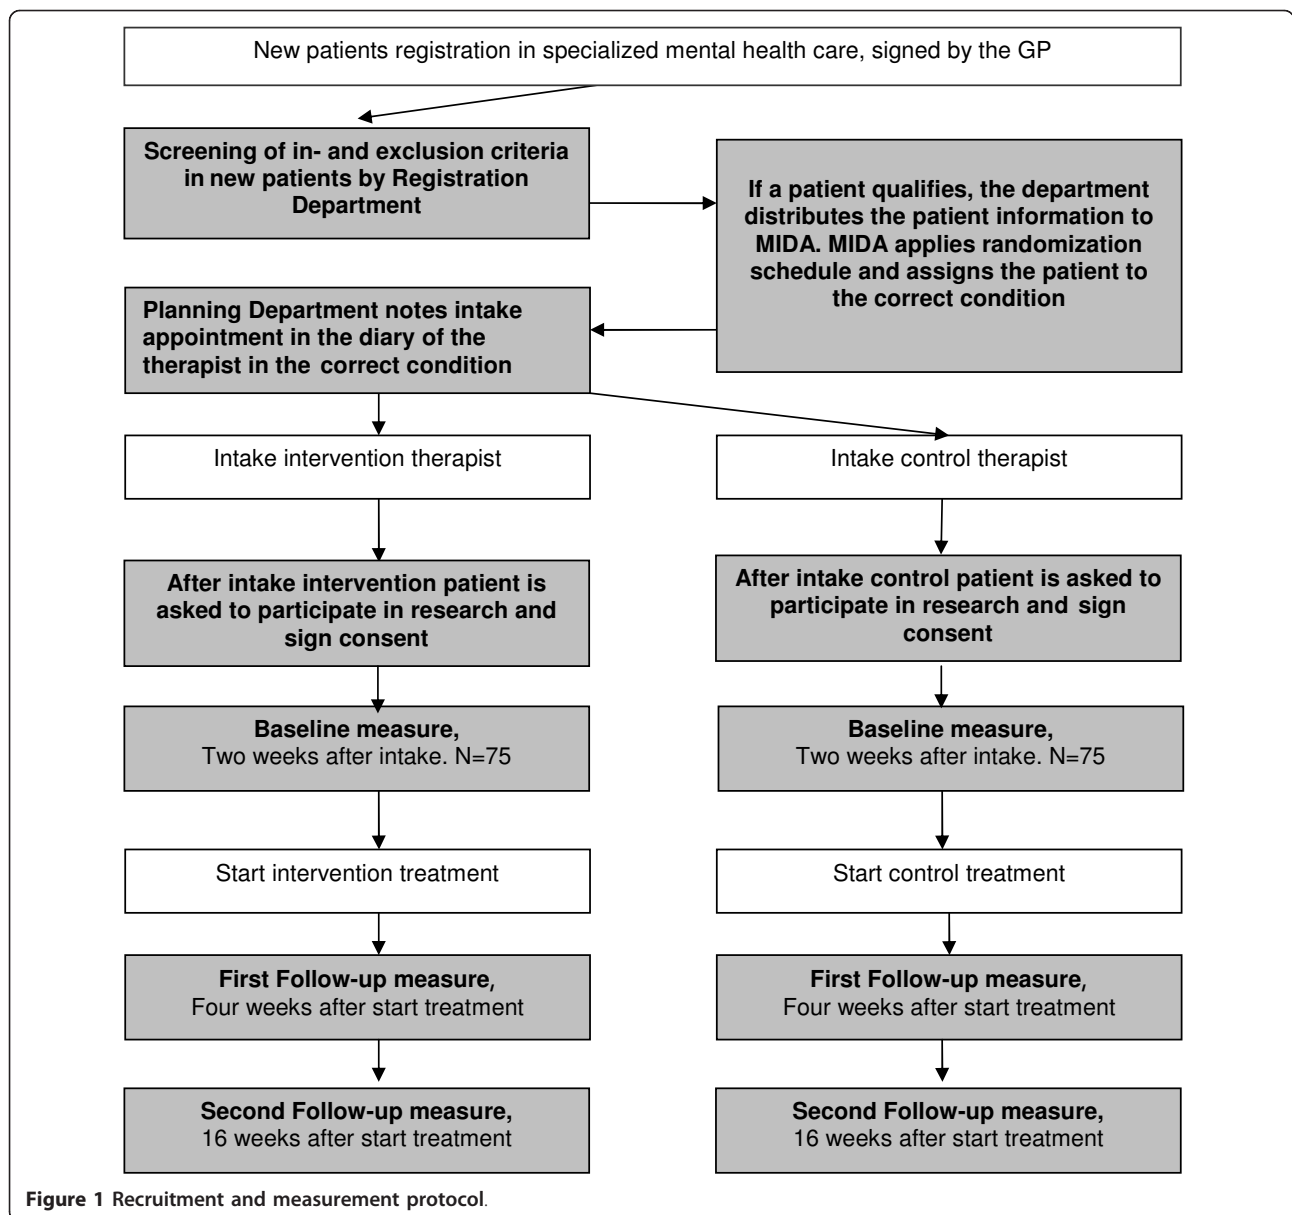 New patients registration in specialized mental health care, signed by the GP
Screening of in- and exclusion criteria
in new patients by Registration
Department
If a patient qualifies, the department
distributes the patient information to
MIDA. MIDA applies randomization
schedule and assigns the patient to
the correct condition
Planning Department notes intake
appointment in the diary of the
therapist in the correct condition
Intake intervention therapist
Intake control therapist
After intake intervention patient is
asked to participate in research and
sign consent
After intake control patient is asked to
participate in research and sign
consent
Baseline measure,
Two weeks after intake. N=75
Baseline measure,
Two weeks after intake. N=75
Start intervention treatment
Start control treatment
First Follow-up measure,
Four weeks after start treatment
First Follow-up measure,
Four weeks after start treatment
Second Follow-up measure,
16 weeks after start treatment
Second Follow-up measure,
16 weeks after start treatment
Figure 1 Recruitment and measurement protocol.